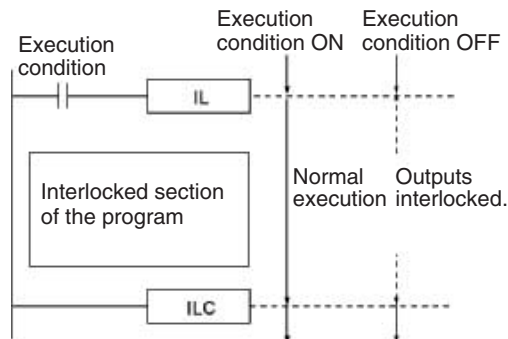 Execution
condition
Execution
condition ON
Execution
condition OFF
IL
Interlocked section
of the program
Normal
execution
Outputs
interlocked.
ILC